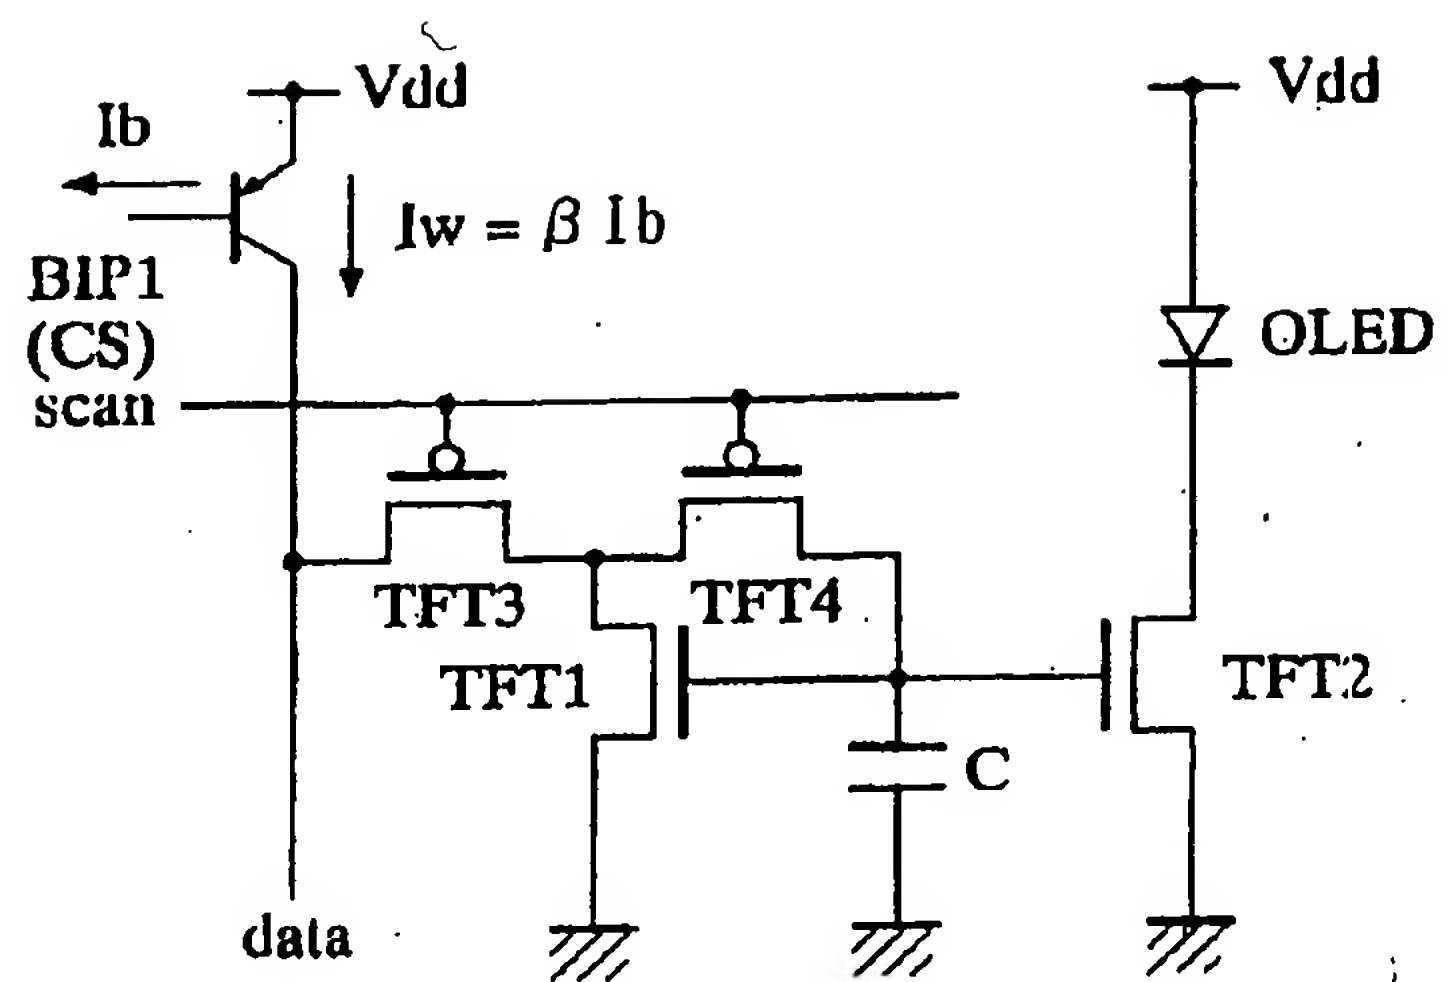 Vdd
Vdd
Ib
Iw = β Ib
BIP1
(CS)
OLED
scan
TFT3
TFT4
TFT1
TFT2
C
data